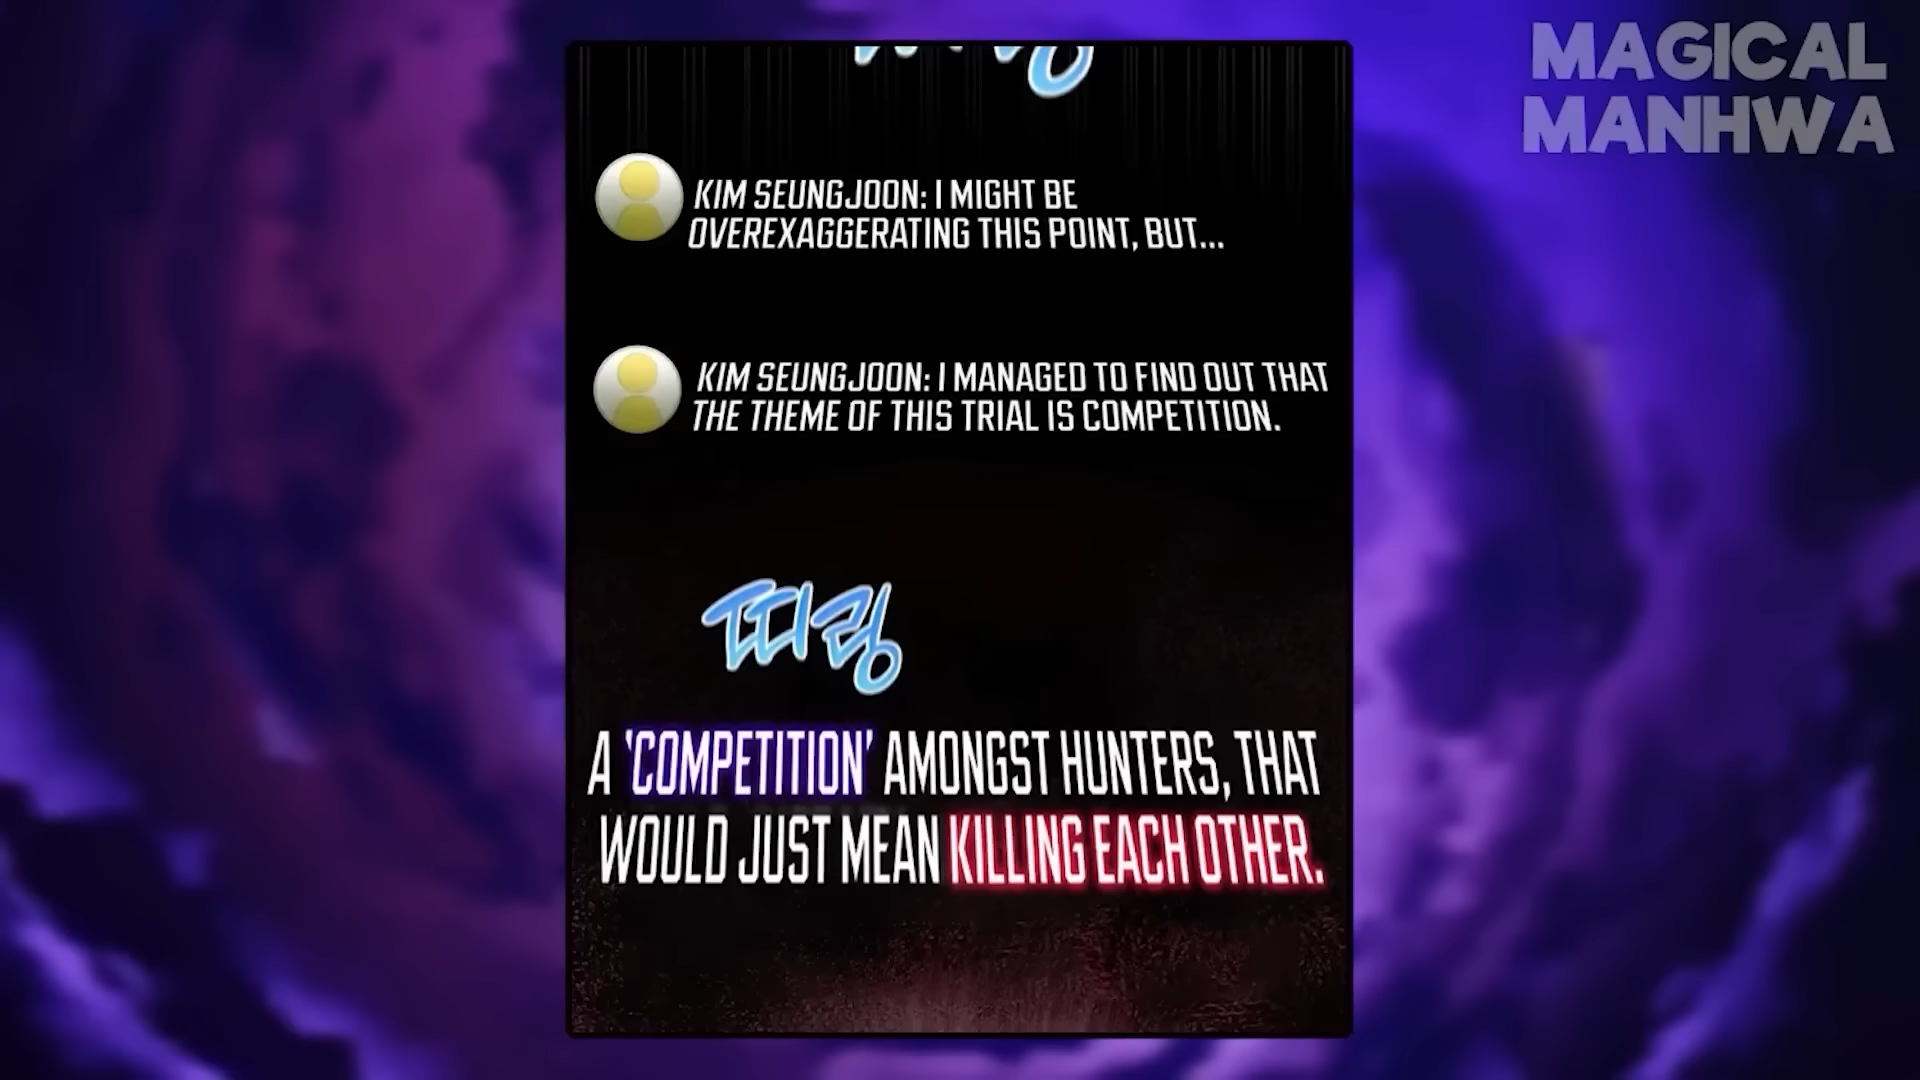 MAGICAL
MANHWA
KIM SEUNGJOON: I MIGHT BE
OVEREXAGGERATING THIS POINT, BUT...
KIM SEUNGJOON: I MANAGED TO FIND OUT THAT
THE THEME OF THIS TRIAL IS COMPETITION.
띠링
A 'COMPETITION' AMONGST HUNTERS, THAT
WOULD JUST MEAN KILLING EACH OTHER.